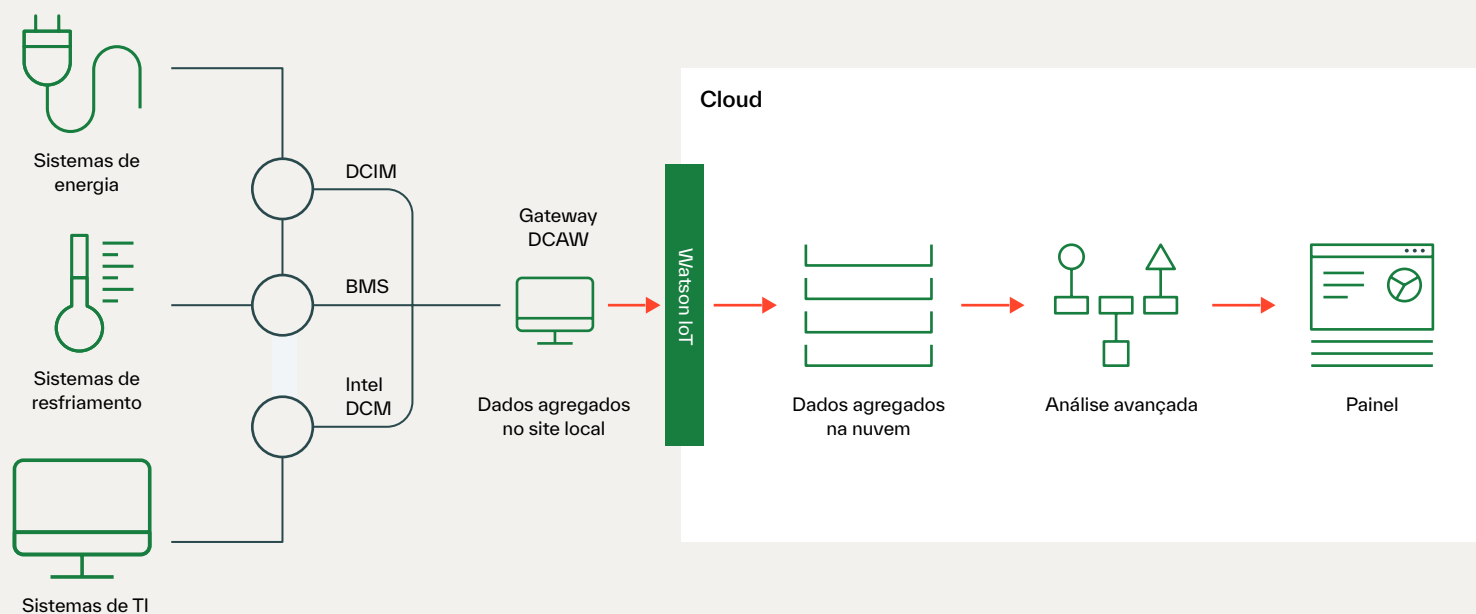 Cloud
Sistemas de
energia
DCIM
Gateway
DCAW
BMS
Watson IoT
Sistemas de
resfriamento
Intel
DCM
Dados agregados
no site local
Dados agregados
na nuvem
Análise avançada
Painel
Sistemas de TI